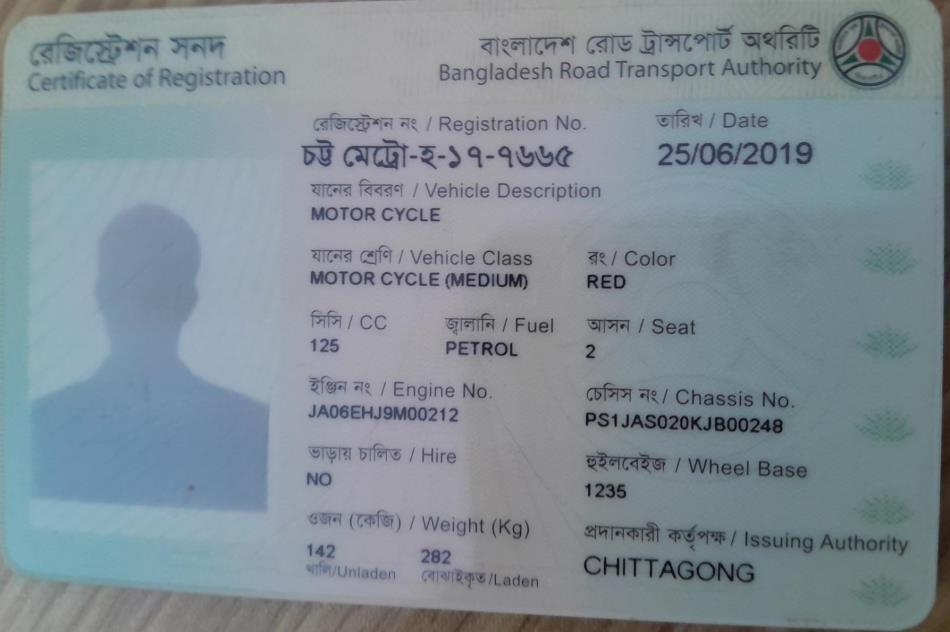 রেজিস্ট্রেশন সনদ
Certificate of Registration
বাংলাদেশ রোড ট্রান্সপোর্ট অথরিটি
Bangladesh Road Transport Authority
রেজিস্ট্রেশন নং / Registration No.
চট্ট মেট্রো-হ-১৭-৭৬৬৫
তারিখ / Date
25/06/2019
যানের বিবরণ / Vehicle Description
MOTOR CYCLE
যানের শ্রেণি / Vehicle Class
MOTOR CYCLE (MEDIUM)
রং / Color
RED
সিসি / CC
125
জ্বালানি / Fuel
PETROL
আসন / Seat
2
ইঞ্জিন নং / Engine No.
JA06EHJ9M00212
চেসিস নং / Chassis No.
PS1JAS020KJB00248
ভাড়ায় চালিত / Hire
NO
হুইলবেইজ / Wheel Base
1235
ওজন (কেজি) / Weight (Kg)
142
খালি/Unladen
282
বোঝাইকৃত/Laden
প্রদানকারী কর্তৃপক্ষ / Issuing Authority
CHITTAGONG